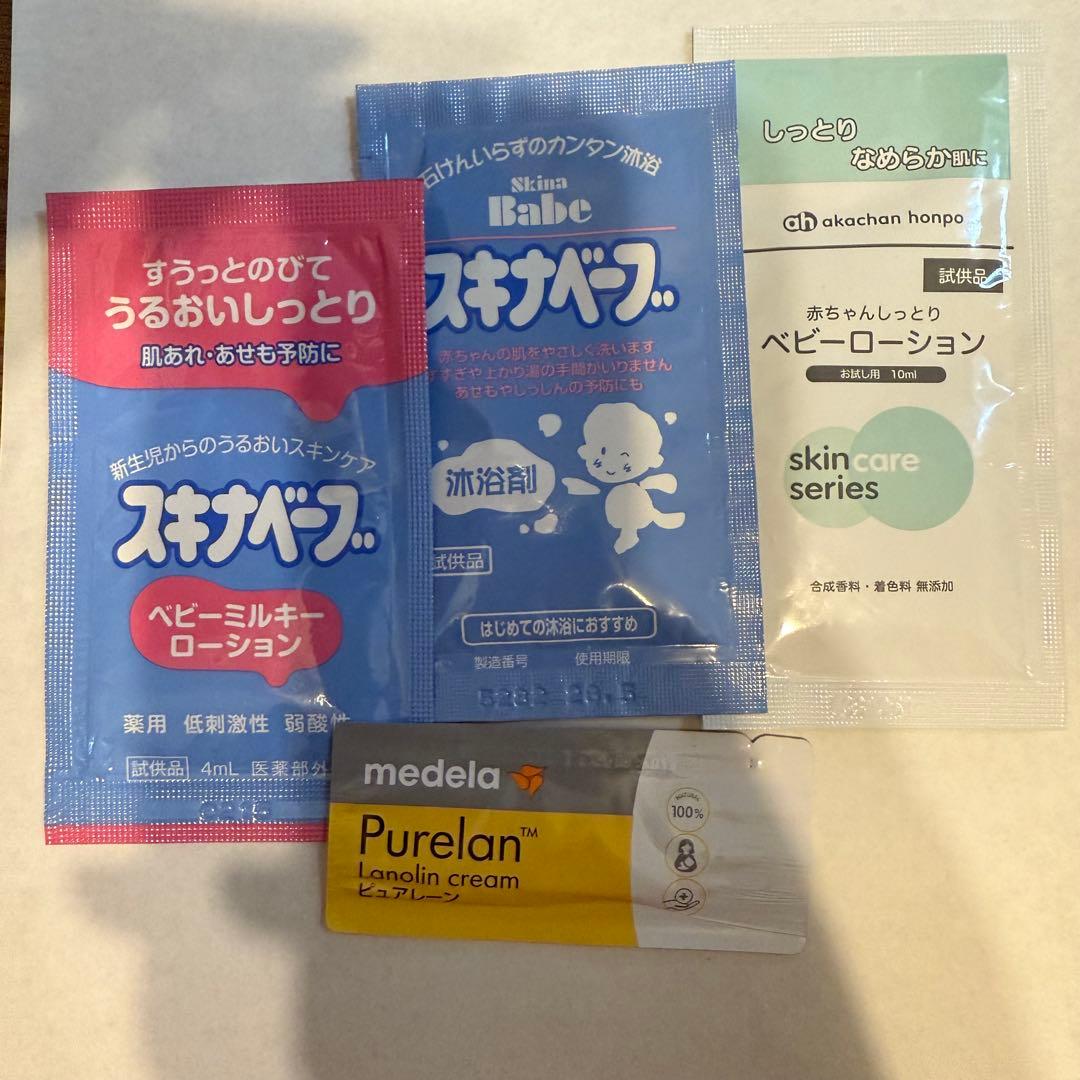 すうっとのびて
うるおいしっとり
肌あれ・あせも予防に
新生児からのうるおいスキンケア
スキナベーブ
ベビーミルキー
ローション
薬用 低刺激性 弱酸性
試供品 4mL 医薬部外
石けんいらずのカンタン沐浴
Skina
Babe
スキナベーブ
赤ちゃんの肌をやさしく洗います
すすぎや上がり湯の手間がいりません
あせもやしっしんの予防にも
沐浴剤
試供品
はじめての沐浴におすすめ
製造番号 使用期限
しっとり
なめらか肌に
ah akachan honpo
試供品
赤ちゃんしっとり
ベビーローション
お試し用 10ml
skin care
series
合成香料・着色料 無添加
medela
Purelan™
Lanolin cream
ピュアレーン
NATURAL
100%